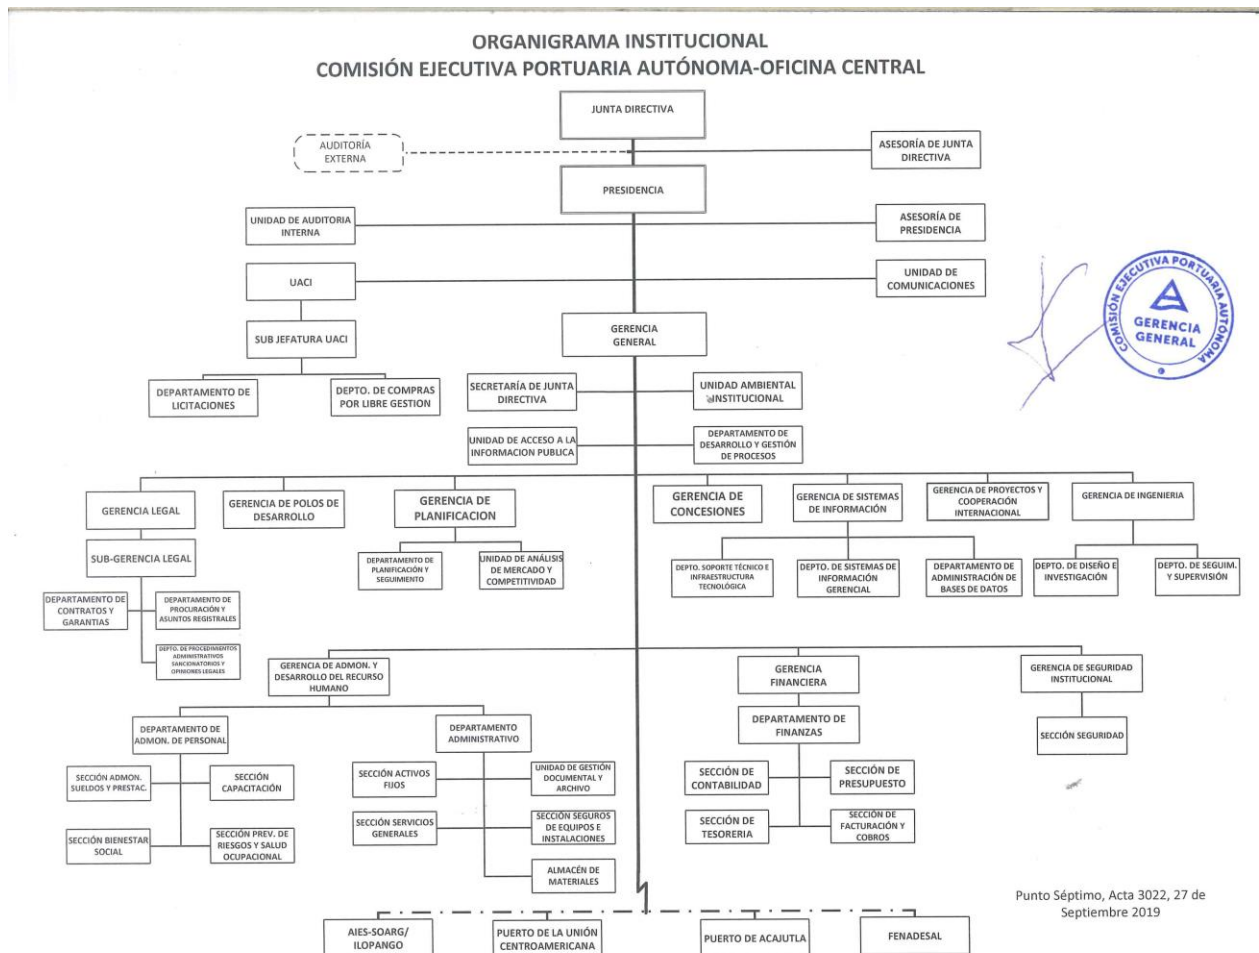 ORGANIGRAMA INSTITUCIONAL
COMISIÓN EJECUTIVA PORTUARIA AUTÓNOMA-OFICINA CENTRAL
JUNTA DIRECTIVA
AUDITORÍA
EXTERNA
ASESORÍA DE JUNTA
DIRECTIVA
PRESIDENCIA
UNIDAD DE AUDITORIA
INTERNA
ASESORÍA DE
PRESIDENCIA
UACI
UNIDAD DE
COMUNICACIONES
COMISIÓN EJECUTIVA PORTUARIA AUTÓNOMA
GERENCIA
GENERAL
SUB JEFATURA UACI
GERENCIA
GENERAL
DEPARTAMENTO DE
LICITACIONES
DEPTO. DE COMPRAS
POR LIBRE GESTION
SECRETARÍA DE JUNTA
DIRECTIVA
UNIDAD AMBIENTAL
INSTITUCIONAL
UNIDAD DE ACCESO A LA
INFORMACION PUBLICA
DEPARTAMENTO DE
DESARROLLO Y GESTIÓN
DE PROCESOS
GERENCIA LEGAL
GERENCIA DE POLOS DE
DESARROLLO
GERENCIA DE
PLANIFICACION
GERENCIA DE
CONCESIONES
GERENCIA DE SISTEMAS
DE INFORMACIÓN
GERENCIA DE PROYECTOS Y
COOPERACIÓN
INTERNACIONAL
GERENCIA DE INGENIERIA
SUB-GERENCIA LEGAL
DEPARTAMENTO DE
PLANIFICACIÓN Y
SEGUIMIENTO
UNIDAD DE ANÁLISIS
DE MERCADO Y
COMPETITIVIDAD
DEPTO. SOPORTE TÉCNICO E
INFRAESTRUCTURA
TECNOLÓGICA
DEPTO. DE SISTEMAS DE
INFORMACIÓN
GERENCIAL
DEPARTAMENTO DE
ADMINISTRACIÓN DE
BASES DE DATOS
DEPTO. DE DISEÑO E
INVESTIGACIÓN
DEPTO. DE SEGUIM.
Y SUPERVISIÓN
DEPARTAMENTO DE
CONTRATOS Y
GARANTIAS
DEPARTAMENTO DE
PROCURACIÓN Y
ASUNTOS REGISTRALES
DEPTO. DE PROCEDIMIENTOS
ADMINISTRATIVOS
SANCIONATORIOS Y
OPINIONES LEGALES
GERENCIA DE ADMON. Y
DESARROLLO DEL RECURSO
HUMANO
GERENCIA
FINANCIERA
GERENCIA DE SEGURIDAD
INSTITUCIONAL
DEPARTAMENTO DE
ADMON. DE PERSONAL
DEPARTAMENTO
ADMINISTRATIVO
DEPARTAMENTO DE
FINANZAS
SECCIÓN SEGURIDAD
SECCIÓN ADMON.
SUELDOS Y PRESTAC.
SECCIÓN
CAPACITACIÓN
SECCIÓN ACTIVOS
FIJOS
UNIDAD DE GESTIÓN
DOCUMENTAL Y
ARCHIVO
SECCIÓN DE
CONTABILIDAD
SECCIÓN DE
PRESUPUESTO
SECCIÓN BIENESTAR
SOCIAL
SECCIÓN PREV. DE
RIESGOS Y SALUD
OCUPACIONAL
SECCIÓN SERVICIOS
GENERALES
SECCIÓN SEGUROS
DE EQUIPOS E
INSTALACIONES
SECCIÓN DE
TESORERIA
SECCIÓN DE
FACTURACIÓN Y
COBROS
ALMACÉN DE
MATERIALES
Punto Séptimo, Acta 3022, 27 de
Septiembre 2019
AIES-SOARG/
ILOPANGO
PUERTO DE LA UNIÓN
CENTROAMERICANA
PUERTO DE ACAJUTLA
FENADESAL